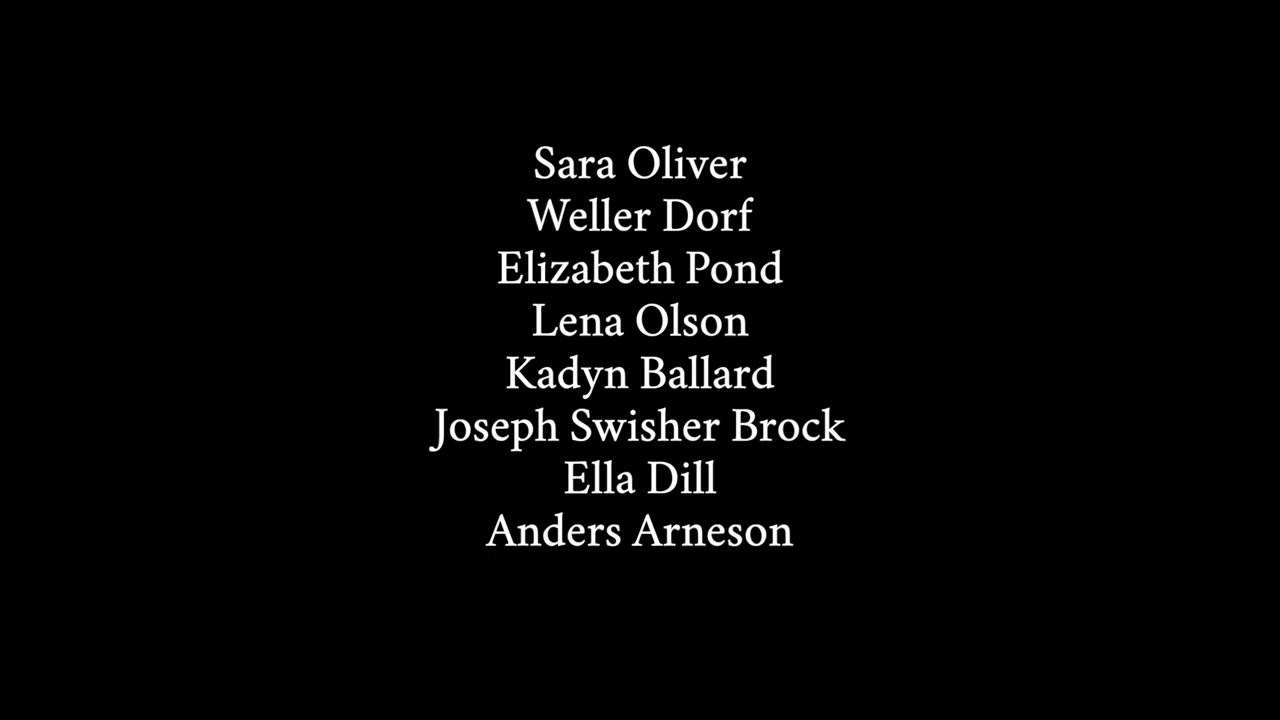 Sara Oliver
Weller Dorf
Elizabeth Pond
Lena Olson
Kadyn Ballard
Joseph Swisher Brock
Ella Dill
Anders Arneson